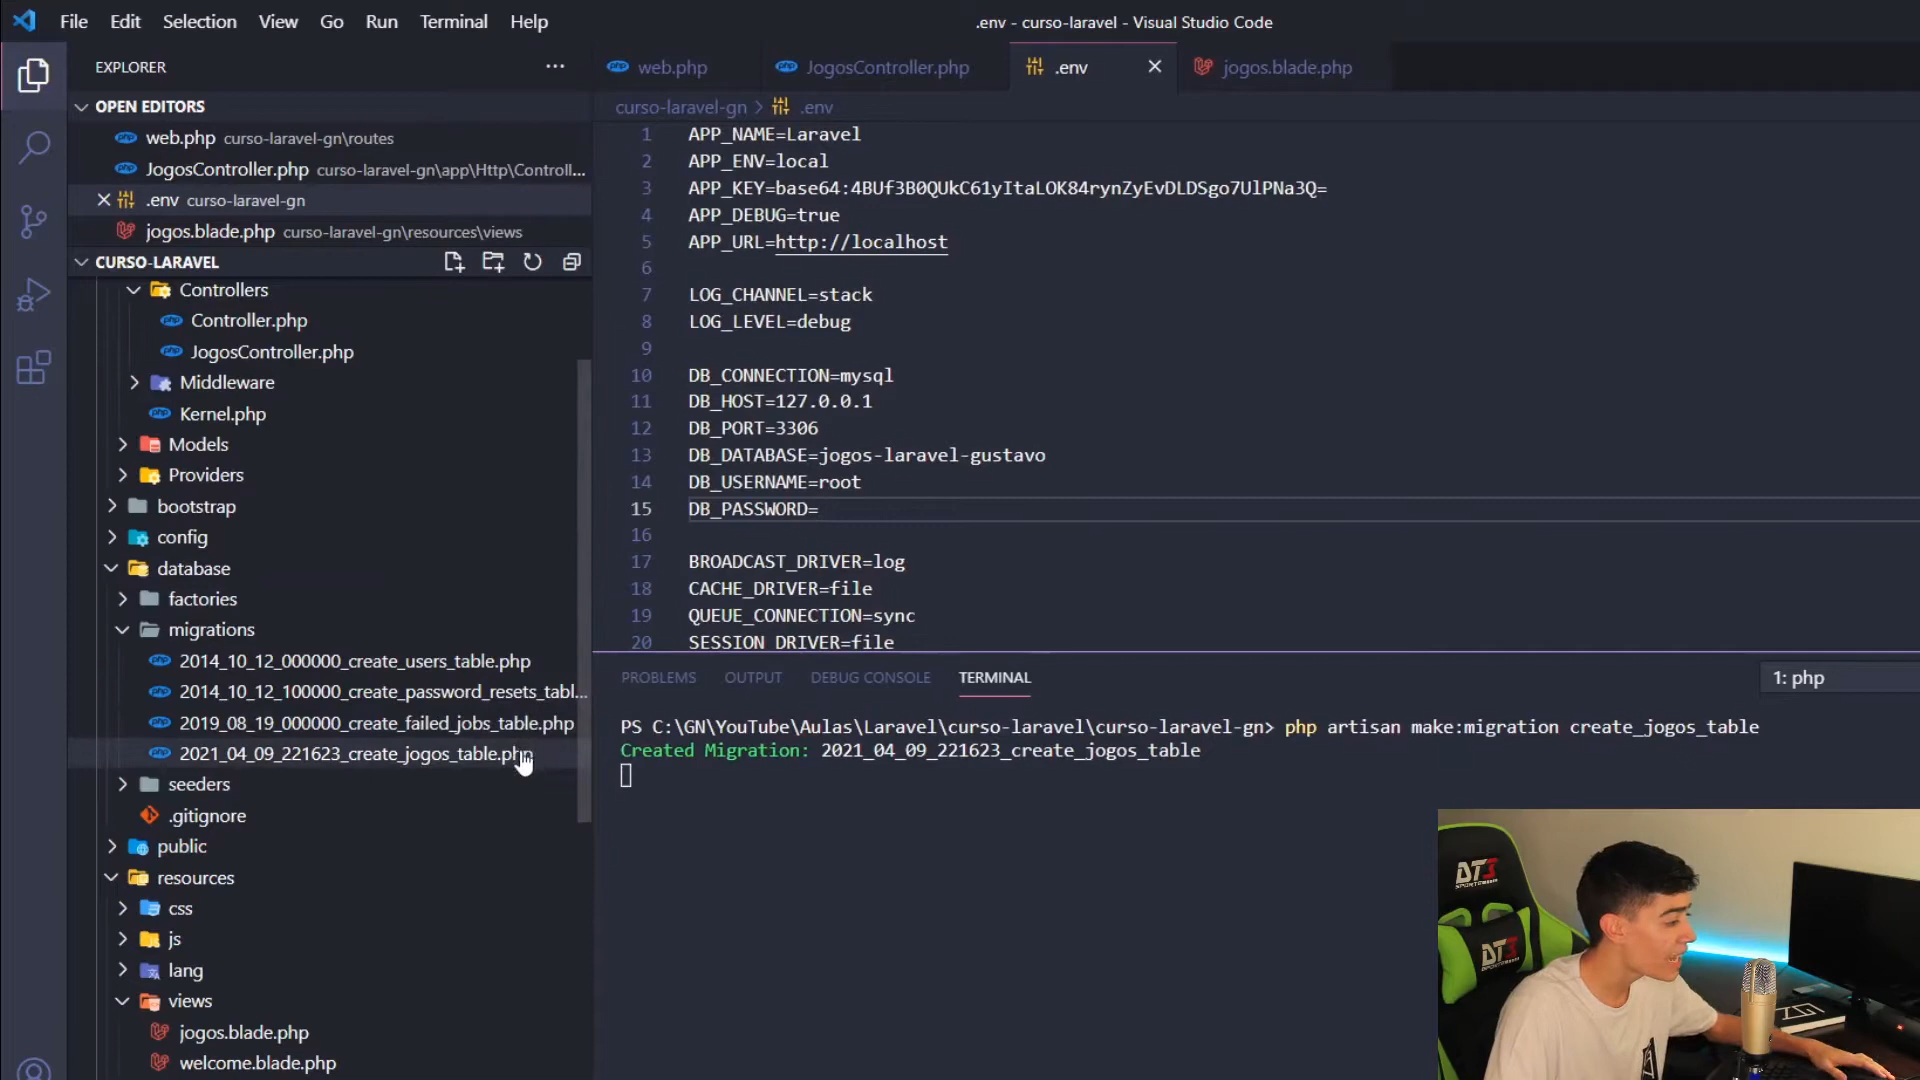 File Edit Selection View Go Run Terminal Help
.env - curso-laravel - Visual Studio Code
EXPLORER
OPEN EDITORS
web.php curso-laravel-gn\routes
JogosController.php curso-laravel-gn\app\Http\Controll...
.env curso-laravel-gn
jogos.blade.php curso-laravel-gn\resources\views
CURSO-LARAVEL
Controllers
Controller.php
JogosController.php
Middleware
Kernel.php
Models
Providers
bootstrap
config
database
factories
migrations
2014_10_12_000000_create_users_table.php
2014_10_12_100000_create_password_resets_tabl...
2019_08_19_000000_create_failed_jobs_table.php
2021_04_09_221623_create_jogos_table.php
seeders
.gitignore
public
resources
css
js
lang
views
jogos.blade.php
welcome.blade.php
web.php JogosController.php .env jogos.blade.php
curso-laravel-gn > .env
1 APP_NAME=Laravel
2 APP_ENV=local
3 APP_KEY=base64:4BUf3B0QUkC61yItaLOK84rynZyEvDLDSgo7UlPNa3Q=
4 APP_DEBUG=true
5 APP_URL=http://localhost
6
7 LOG_CHANNEL=stack
8 LOG_LEVEL=debug
9
10 DB_CONNECTION=mysql
11 DB_HOST=127.0.0.1
12 DB_PORT=3306
13 DB_DATABASE=jogos-laravel-gustavo
14 DB_USERNAME=root
15 DB_PASSWORD=
16
17 BROADCAST_DRIVER=log
18 CACHE_DRIVER=file
19 QUEUE_CONNECTION=sync
20 SESSION_DRIVER=file
PROBLEMS OUTPUT DEBUG CONSOLE TERMINAL 1: php
PS C:\GN\YouTube\Aulas\Laravel\curso-laravel\curso-laravel-gn> php artisan make:migration create_jogos_table
Created Migration: 2021_04_09_221623_create_jogos_table
DT3
SPORTS
DT3